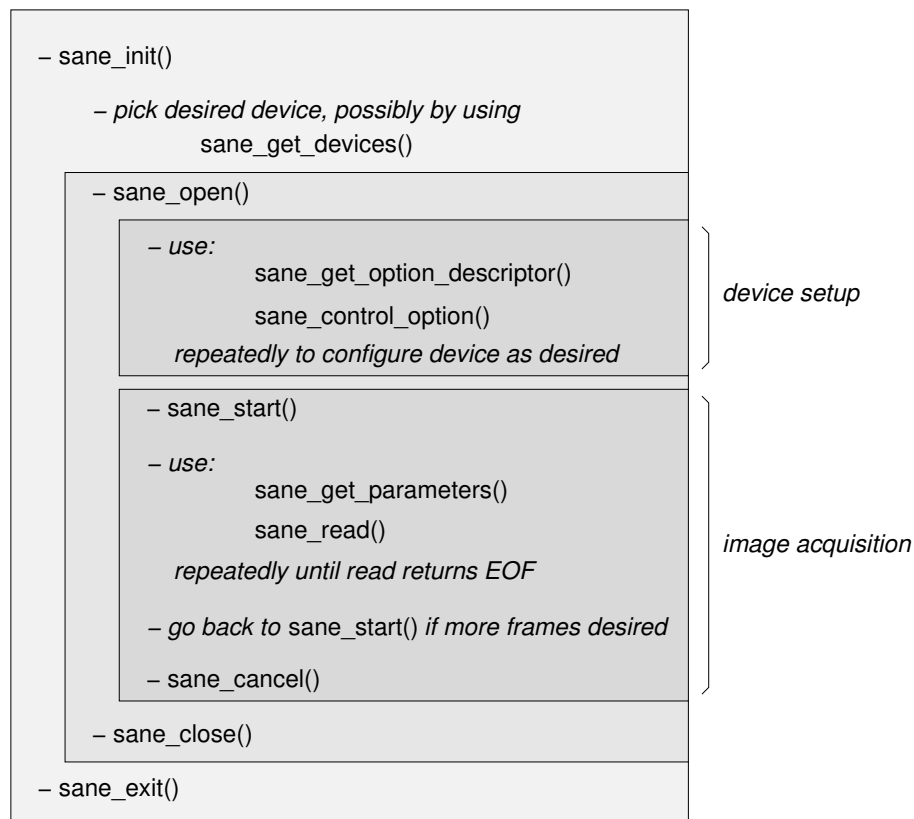 – sane_init()
– pick desired device, possibly by using
sane_get_devices()
– sane_open()
– use:
sane_get_option_descriptor()
sane_control_option()
repeatedly to configure device as desired
device setup
– sane_start()
– use:
sane_get_parameters()
sane_read()
repeatedly until read returns EOF
– go back to sane_start() if more frames desired
– sane_cancel()
image acquisition
– sane_close()
– sane_exit()